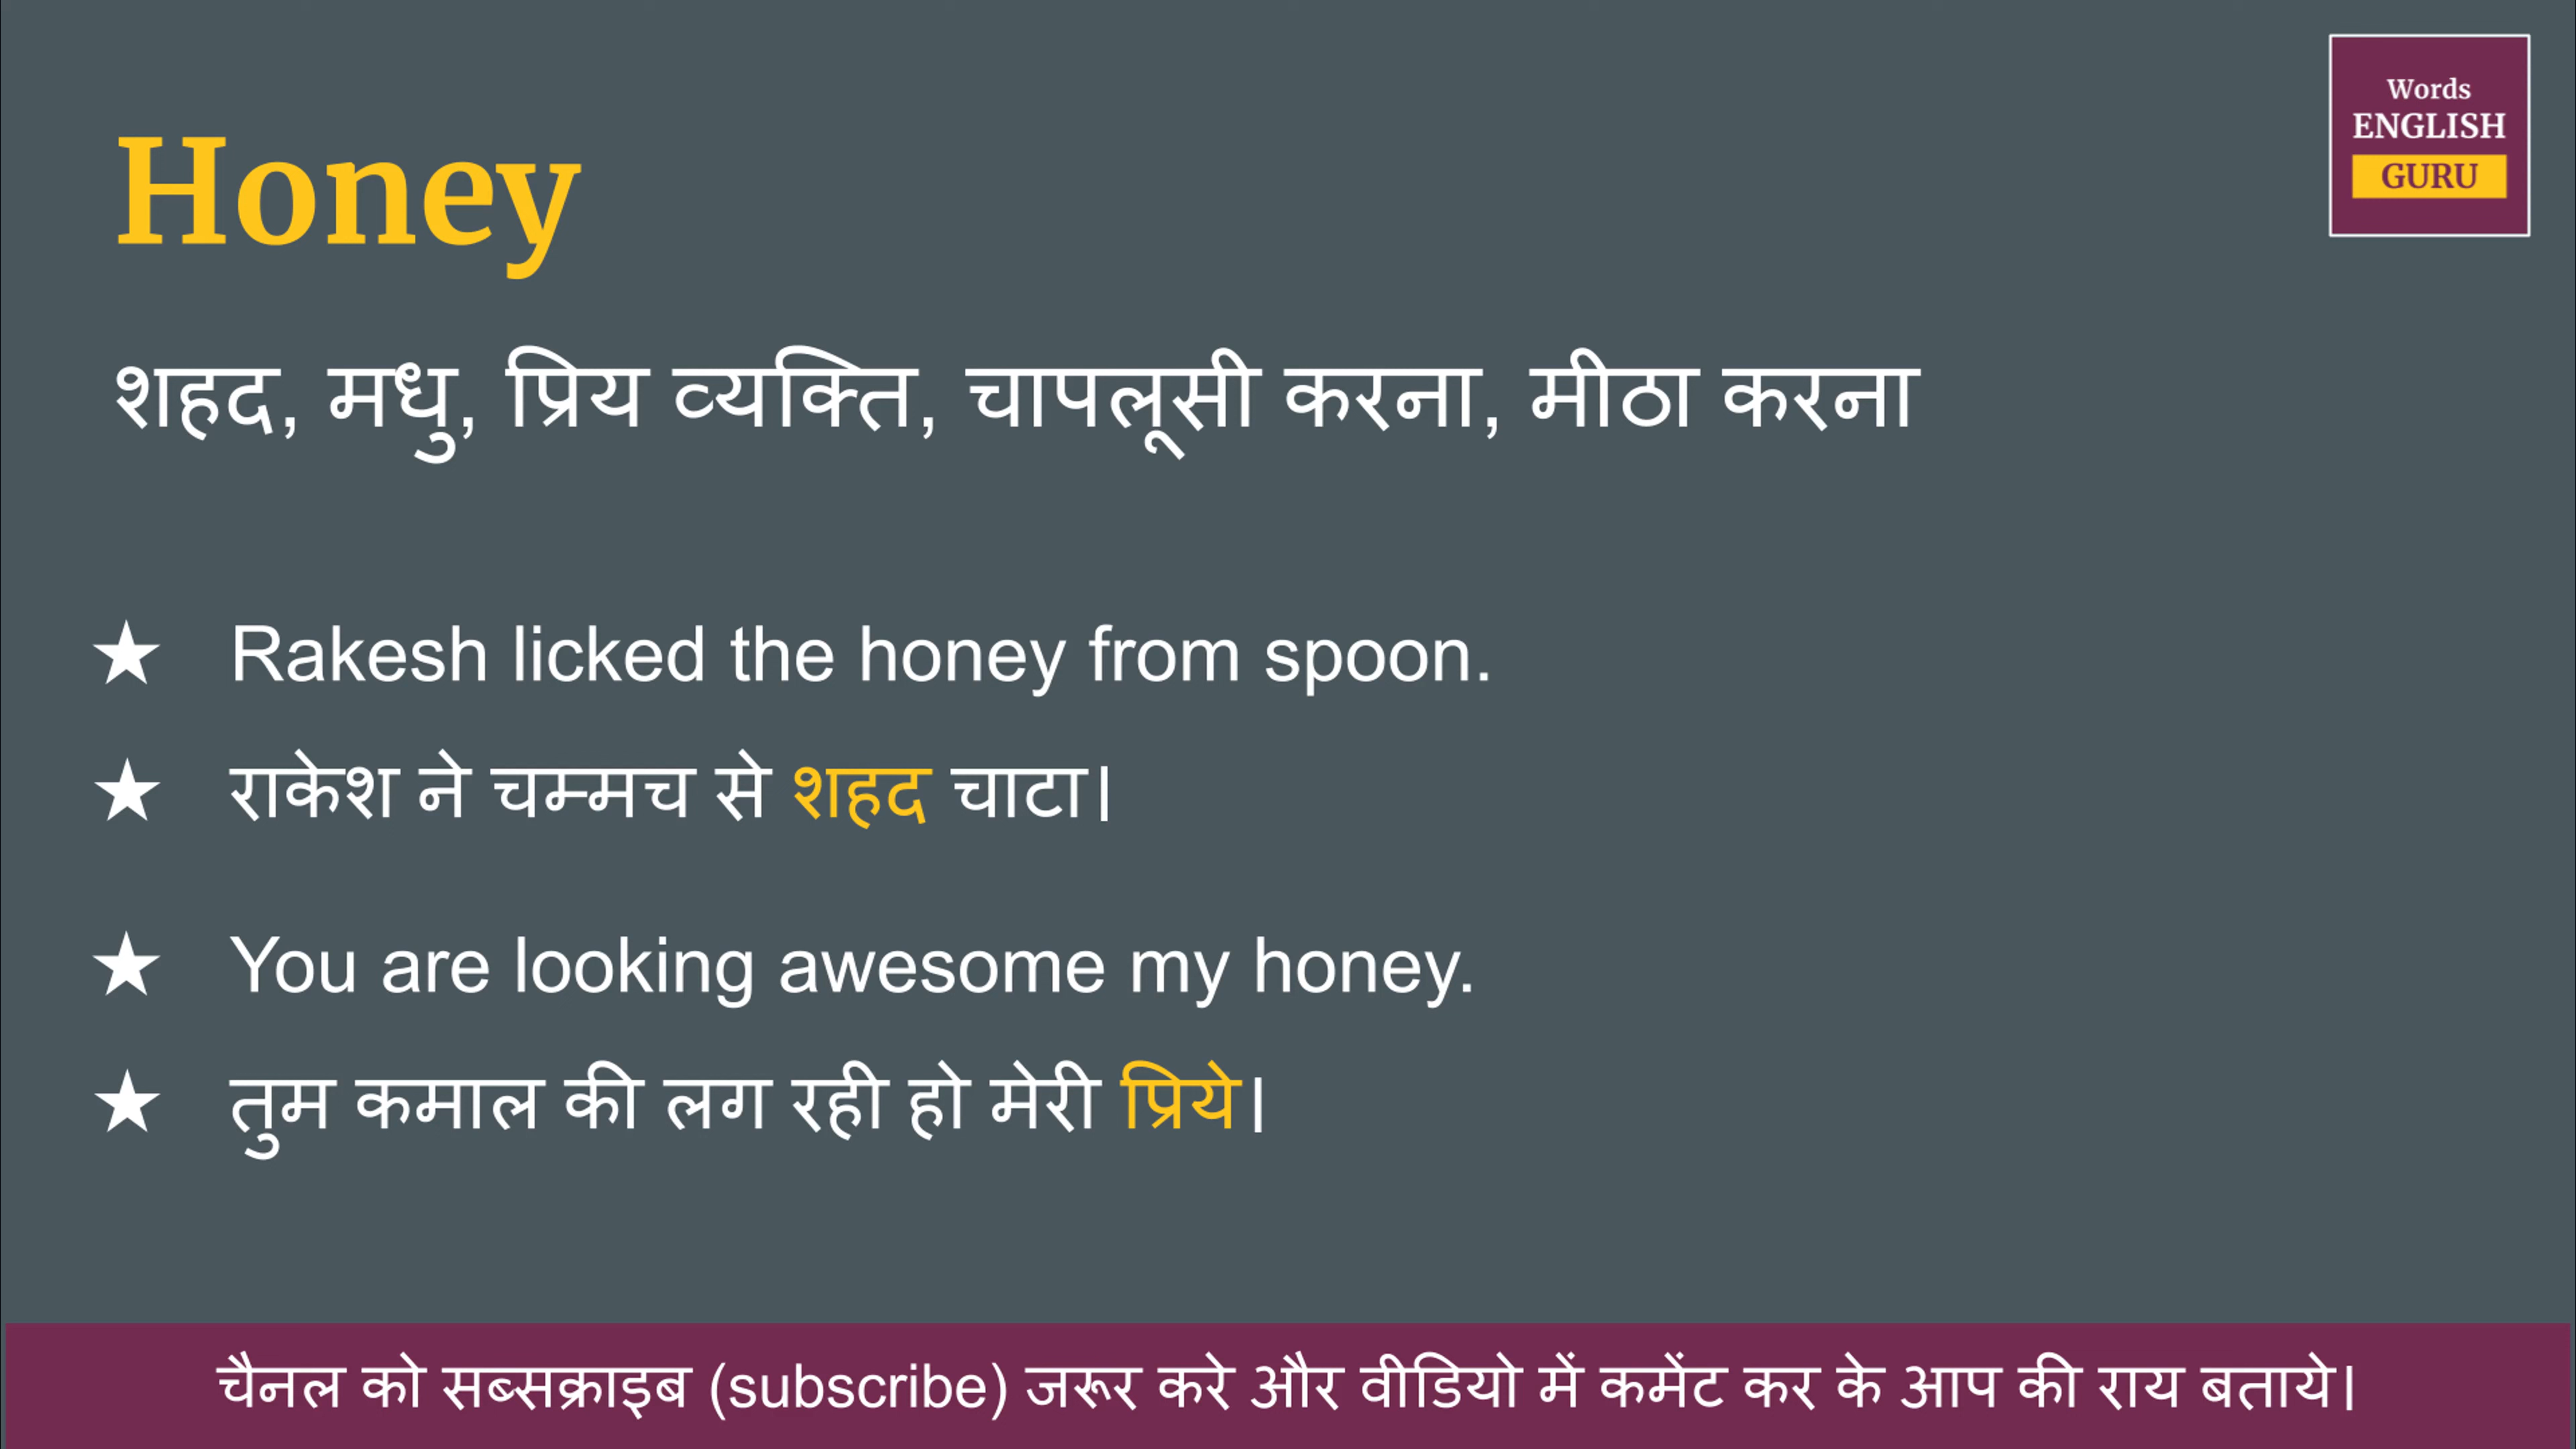 Words
ENGLISH
GURU
Honey
शहद, मधु, प्रिय व्यक्ति, चापलूसी करना, मीठा करना
★ Rakesh licked the honey from spoon.
★ राकेश ने चम्मच से शहद चाटा।
★ You are looking awesome my honey.
★ तुम कमाल की लग रही हो मेरी प्रिये।
चैनल को सब्सक्राइब (subscribe) जरूर करे और वीडियो में कमेंट कर के आप की राय बताये।